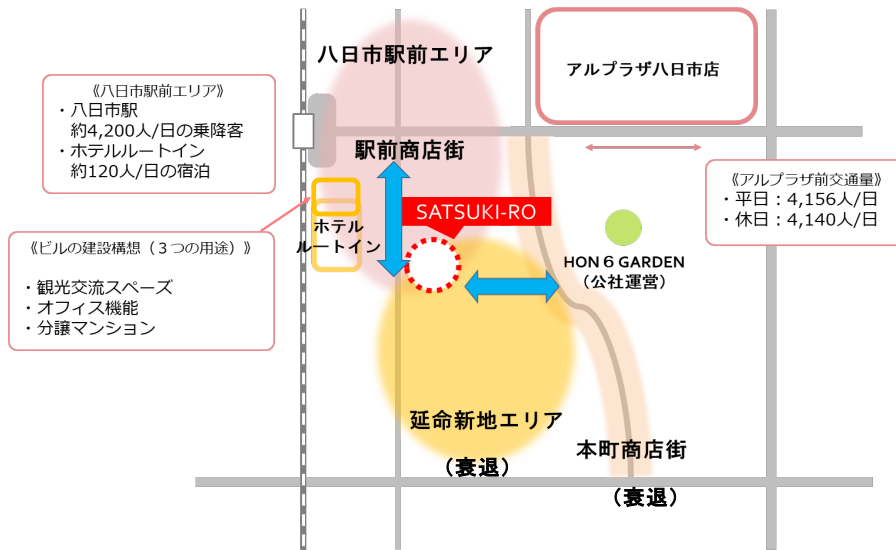 八日市駅前エリア
アルプラザ八日市店
《八日市駅前エリア》
・八日市駅
約4,200人/日の乗降客
・ホテルルートイン
約120人/日の宿泊
駅前商店街
《アルプラザ前交通量》
・平日：4,156人/日
・休日：4,140人/日
SATSUKI-RO
ホテル
ルートイン
《ビルの建設構想（３つの用途）》
・観光交流スペーズ
・オフィス機能
・分譲マンション
HON６GARDEN
（公社運営）
延命新地エリア
（衰退）
本町商店街
（衰退）